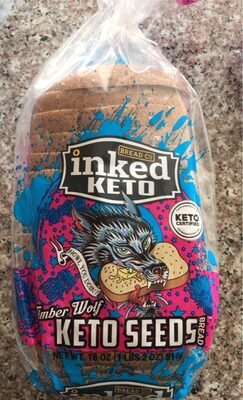 BREAD CO
inked
KETO
KETO
CERTIFIED
Timber Wolf
KETO SEEDS
BREAD
NET WT. 18 OZ (1 LBS 2 OZ) 510g